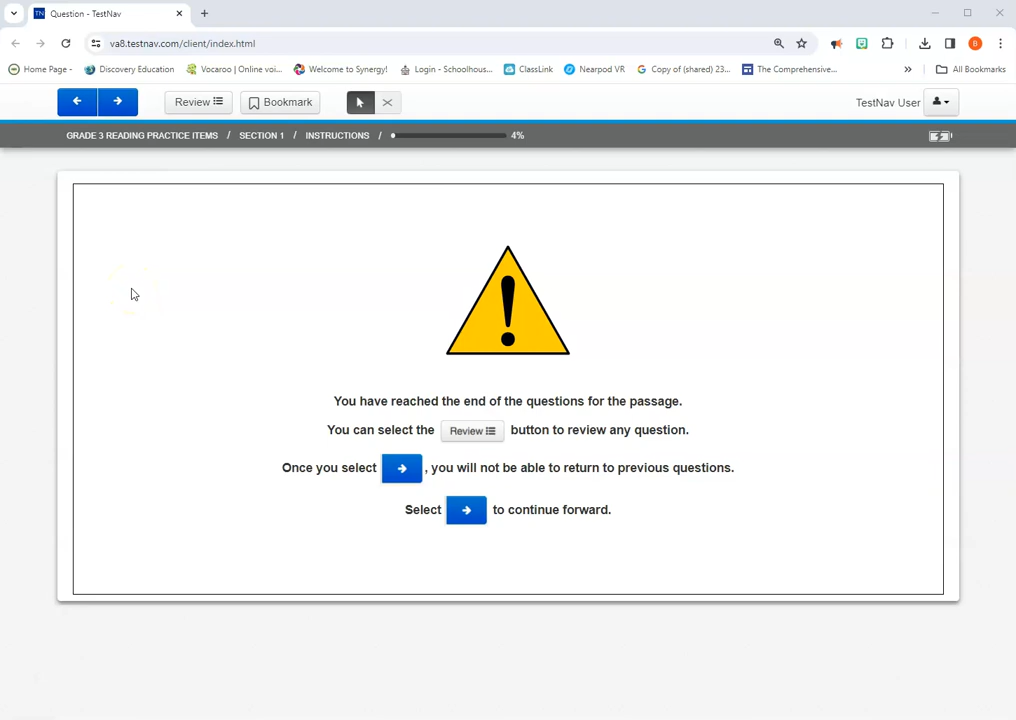 TN Question - TestNav
va8.testnav.com/client/index.html
B
Home Page - Discovery Education Vocaroo | Online voi... Welcome to Synergy! Login - Schoolhous... ClassLink Nearpod VR Copy of (shared) 23... The Comprehensive... » All Bookmarks
Review Bookmark TestNav User
GRADE 3 READING PRACTICE ITEMS / SECTION 1 / INSTRUCTIONS / 4%
!
You have reached the end of the questions for the passage.
You can select the Review button to review any question.
Once you select , you will not be able to return to previous questions.
Select to continue forward.